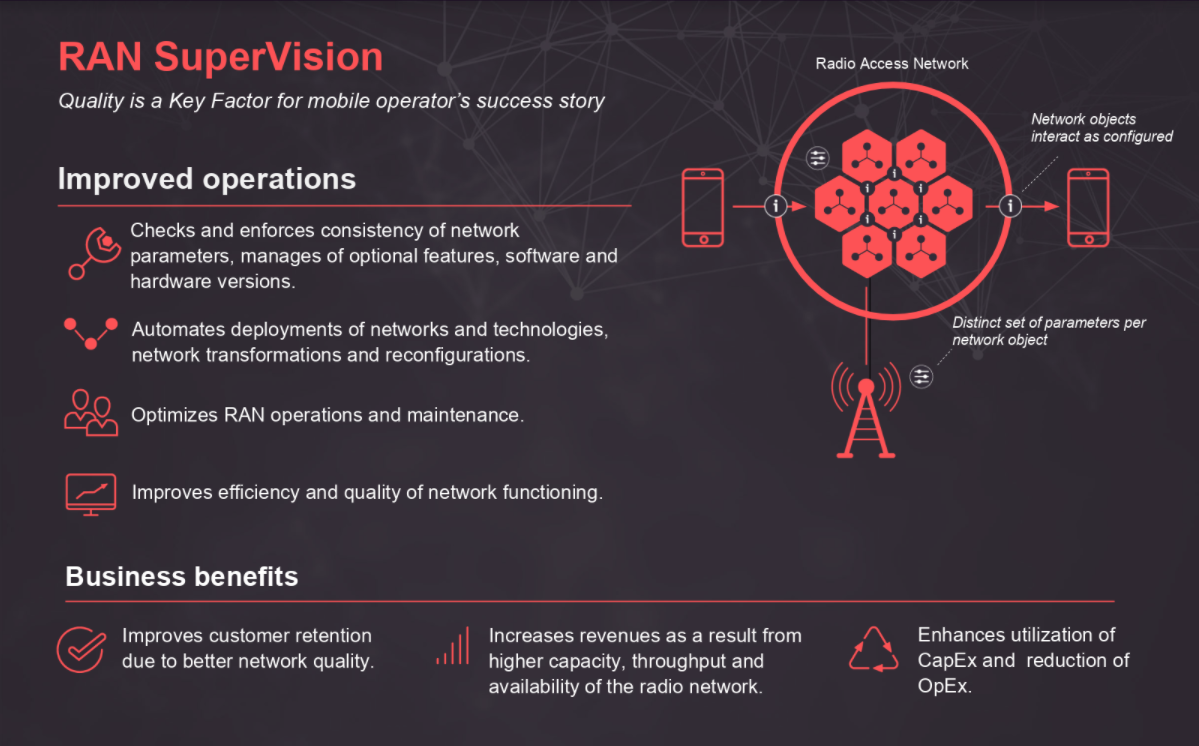 RAN SuperVision
Quality is a Key Factor for mobile operator's success story
Improved operations
Checks and enforces consistency of network
parameters, manages of optional features, software and
hardware versions.
Automates deployments of networks and technologies,
network transformations and reconfigurations.
Optimizes RAN operations and maintenance.
Improves efficiency and quality of network functioning.
Radio Access Network
Network objects
interact as configured
i
i
i
i
i
i
i
i
Distinct set of parameters per
network object
Business benefits
Improves customer retention
due to better network quality.
Increases revenues as a result from
higher capacity, throughput and
availability of the radio network.
Enhances utilization of
CapEx and  reduction of
OpEx.